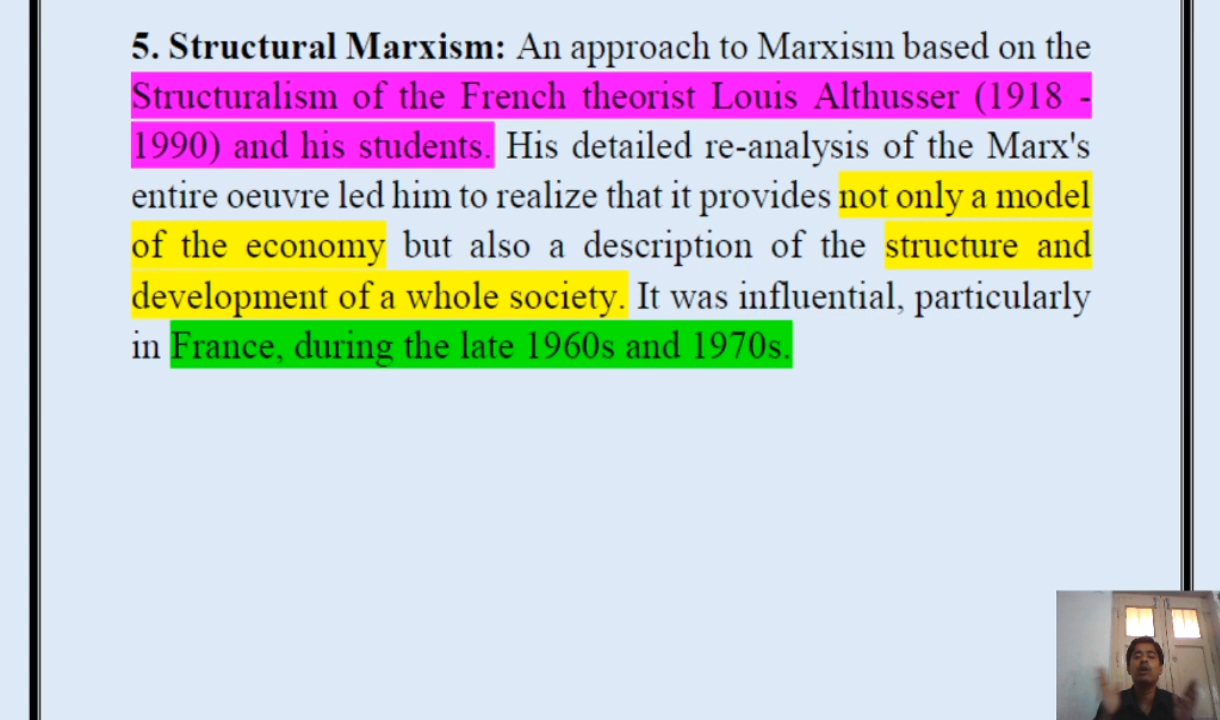 5. Structural Marxism: An approach to Marxism based on the
Structuralism of the French theorist Louis Althusser (1918 -
1990) and his students. His detailed re-analysis of the Marx's
entire oeuvre led him to realize that it provides not only a model
of the economy but also a description of the structure and
development of a whole society. It was influential, particularly
in France, during the late 1960s and 1970s.